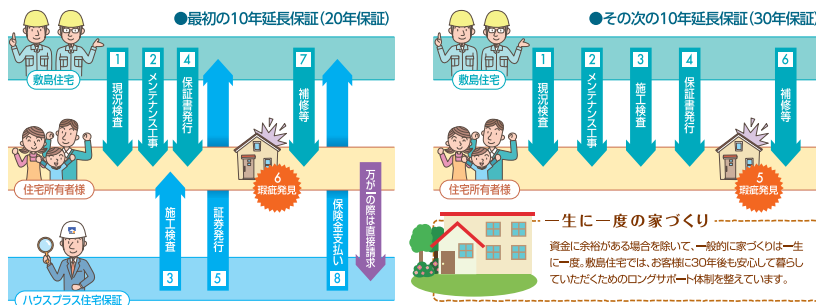 ●最初の10年延長保証(20年保証)
敷島住宅
1
現況検査
2
メンテナンス工事
4
保証書発行
7
補修等
住宅所有者様
6
瑕疵発見
万が一の際は直接請求
施工検査
3
証券発行
5
保険金支払い
8
ハウスプラス住宅保証
●その次の10年延長保証(30年保証)
敷島住宅
1
現況検査
2
メンテナンス工事
3
施工検査
4
保証書発行
6
補修等
住宅所有者様
5
瑕疵発見
一生に一度の家づくり
資金に余裕がある場合を除いて、一般的に家づくりは一生
に一度。敷島住宅では、お客様に30年後も安心して暮らし
ていただくためのロングサポート体制を整えています。